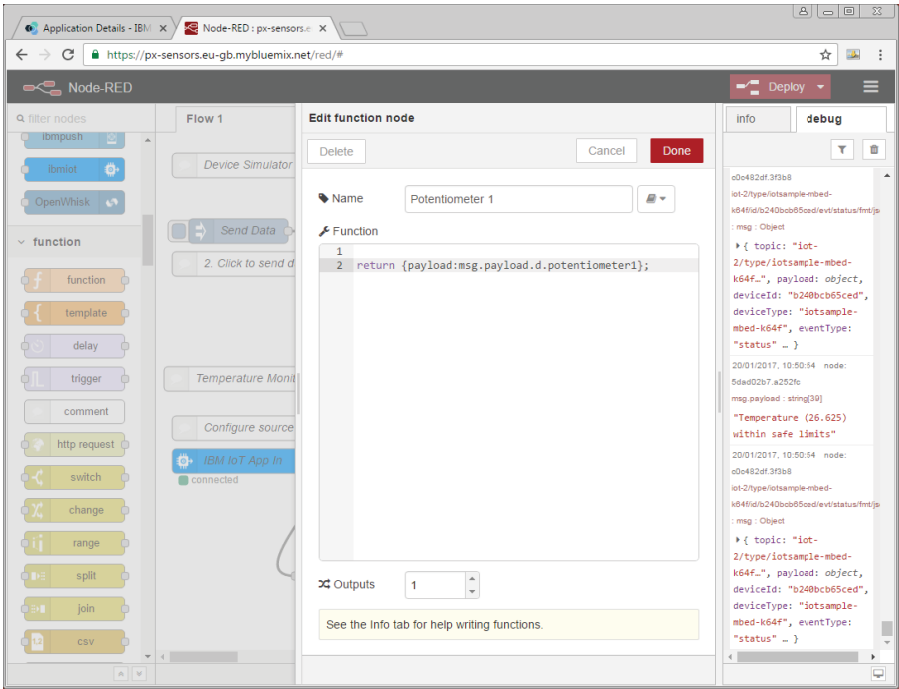 Application Details - IBM
Node-RED : px-sensors.e
https://px-sensors.eu-gb.mybluemix.net/red/#
Node-RED
Deploy
filter nodes
ibmpush
ibmiot
OpenWhisk
function
function
template
delay
trigger
comment
http request
switch
change
range
split
join
csv
Flow 1
Device Simulator
Send Data
2. Click to send d
Temperature Monit
Configure source
IBM IoT App In
connected
Edit function node
Delete
Cancel
Done
Name
Potentiometer 1
Function
1
2 return {payload:msg.payload.d.potentiometer1};
Outputs
1
See the Info tab for help writing functions.
info
debug
c0c482df.3f3b8
iot-2/type/iotsample-mbed-
k64f/id/b240bcb65ced/evt/status/fmt/js
: msg : Object
{ topic: "iot-
2/type/iotsample-mbed-
k64f…", payload: object,
deviceId: "b240bcb65ced",
deviceType: "iotsample-
mbed-k64f", eventType:
"status" … }
20/01/2017, 10:50:54 node:
5dad02b7.a252fc
msg.payload : string[39]
"Temperature (26.625)
within safe limits"
20/01/2017, 10:50:54 node:
c0c482df.3f3b8
iot-2/type/iotsample-mbed-
k64f/id/b240bcb65ced/evt/status/fmt/js
: msg : Object
{ topic: "iot-
2/type/iotsample-mbed-
k64f…", payload: object,
deviceId: "b240bcb65ced",
deviceType: "iotsample-
mbed-k64f", eventType:
"status" … }